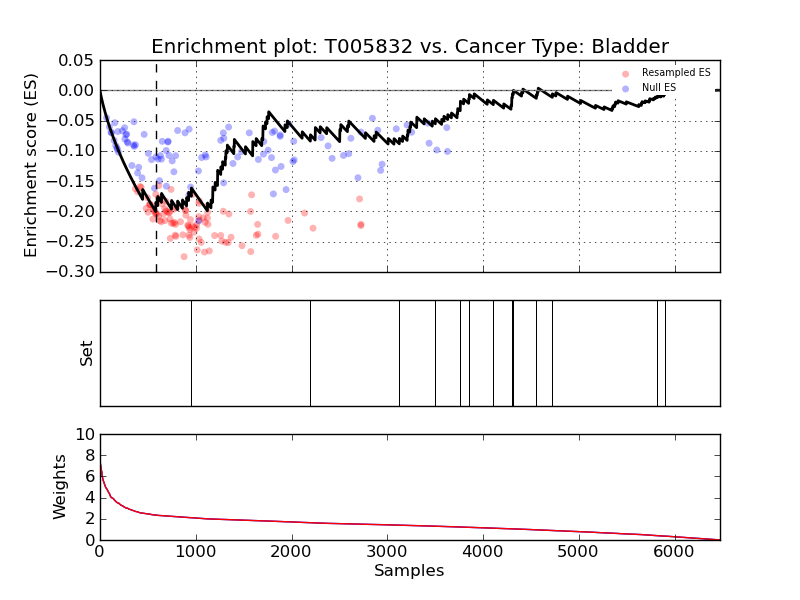 Enrichment plot: T005832 vs. Cancer Type: Bladder
Enrichment score (ES)
0.05
0.00
−0.05
−0.10
−0.15
−0.20
−0.25
−0.30
Resampled ES
Null ES
Set
Weights
10
8
6
4
2
0
0 1000 2000 3000 4000 5000 6000
Samples